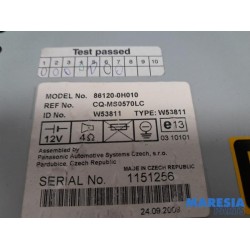 Test passed
1 2 3 4 5 6 7 8 9 10
MODEL No. 86120-0H010
REF No. CQ-MS0570LC
ID No. W53811 TYPE: W53811
12V 4Ω e13
03 10101
Assembled by
Panasonic Automotive Systems Czech, s.r.o.
Pardubice, Czech Republic
MADE IN CZECH REPUBLIC
SERIAL No. 1151256
24.09.2009
MARESIA